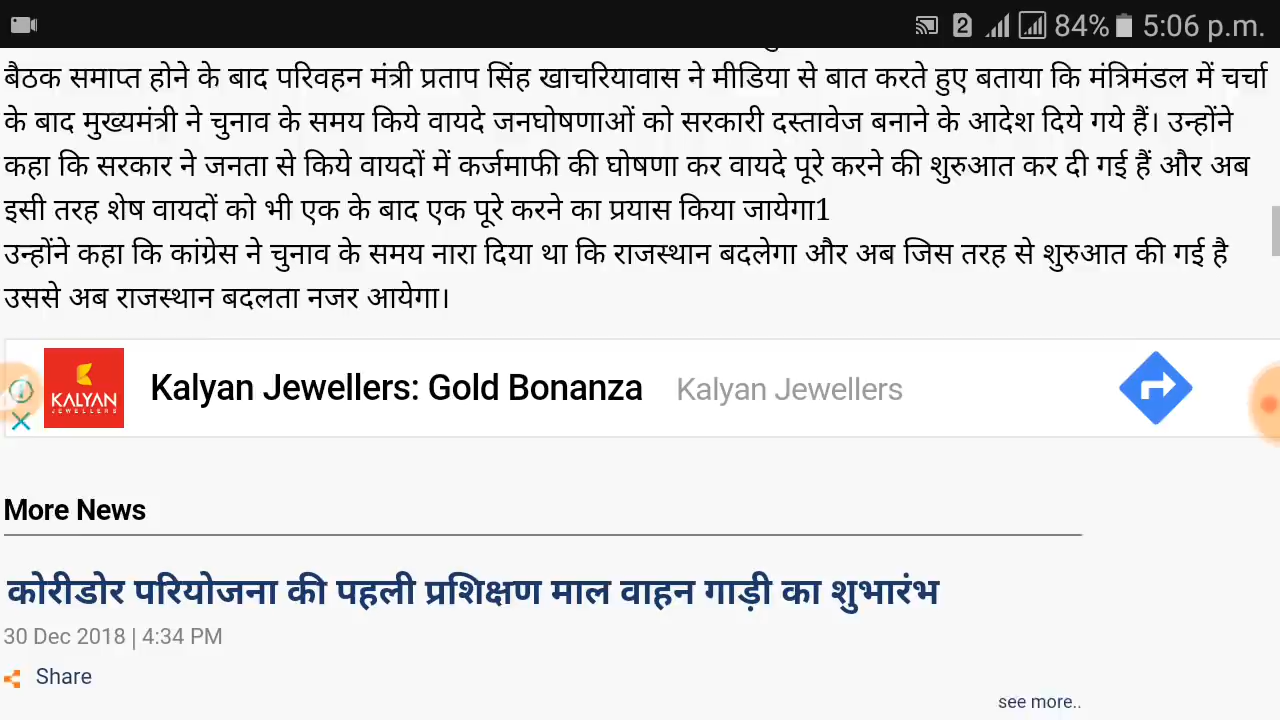 2 84% 5:06 p.m.
बैठक समाप्त होने के बाद परिवहन मंत्री प्रताप सिंह खाचरियावास ने मीडिया से बात करते हुए बताया कि मंत्रिमंडल में चर्चा
के बाद मुख्यमंत्री ने चुनाव के समय किये वायदे जनघोषणाओं को सरकारी दस्तावेज बनाने के आदेश दिये गये हैं। उन्होंने
कहा कि सरकार ने जनता से किये वायदों में कर्जमाफी की घोषणा कर वायदे पूरे करने की शुरुआत कर दी गई हैं और अब
इसी तरह शेष वायदों को भी एक के बाद एक पूरे करने का प्रयास किया जायेगा1
उन्होंने कहा कि कांग्रेस ने चुनाव के समय नारा दिया था कि राजस्थान बदलेगा और अब जिस तरह से शुरुआत की गई है
उससे अब राजस्थान बदलता नजर आयेगा।
KALYAN
JEWELLERS
Kalyan Jewellers: Gold Bonanza Kalyan Jewellers
More News
कोरीडोर परियोजना की पहली प्रशिक्षण माल वाहन गाड़ी का शुभारंभ
30 Dec 2018 | 4:34 PM
Share
see more..